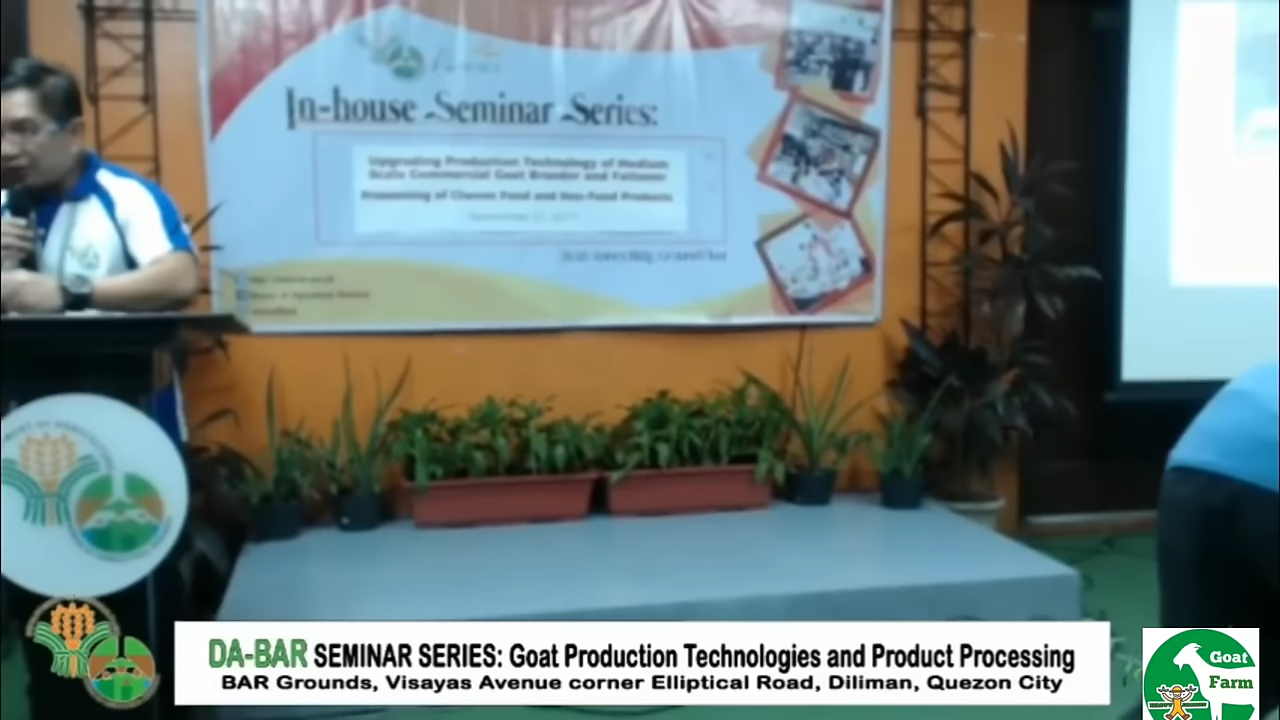 In-house Seminar Series:
Upgrading Production Technology of Medium
Scale Commercial Goat Breeder and Fattener
Processing of Chevon Food and Non-Food Products
DA-BAR SEMINAR SERIES: Goat Production Technologies and Product Processing
BAR Grounds, Visayas Avenue corner Elliptical Road, Diliman, Quezon City
Goat
Farm